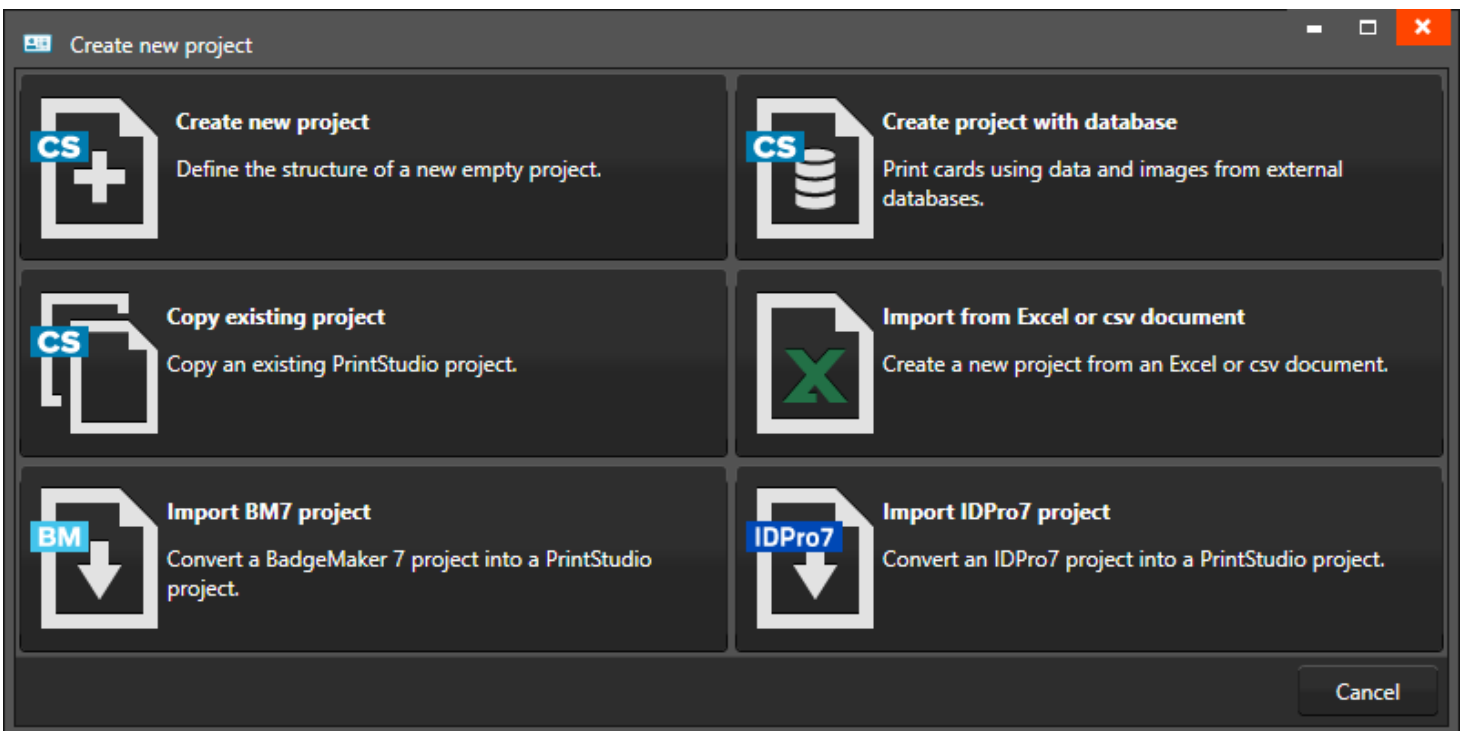 Create new project
CS
Create new project
Define the structure of a new empty project.
CS
Create project with database
Print cards using data and images from external
databases.
CS
Copy existing project
Copy an existing PrintStudio project.
X
Import from Excel or csv document
Create a new project from an Excel or csv document.
BM
Import BM7 project
Convert a BadgeMaker 7 project into a PrintStudio
project.
IDPro7
Import IDPro7 project
Convert an IDPro7 project into a PrintStudio project.
Cancel